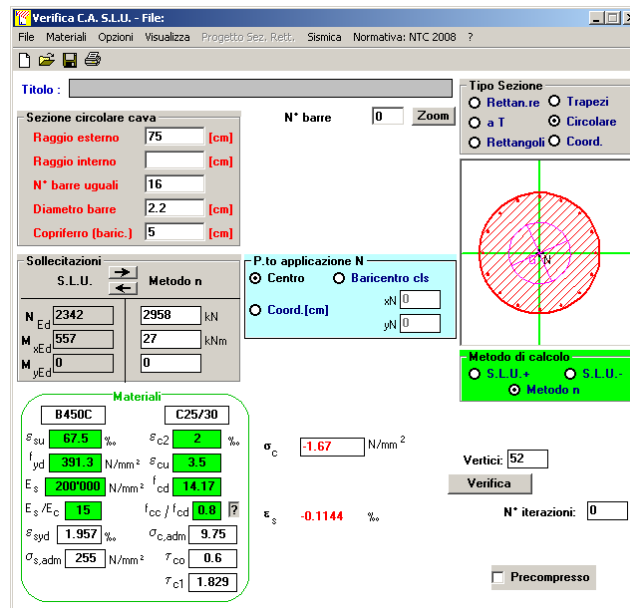 Verifica C.A. S.L.U. - File:
File Materiali Opzioni Visualizza Progetto Sez. Rett. Sismica Normativa: NTC 2008 ?
Titolo :
Tipo Sezione
Rettan.re Trapezi
a T Circolare
Rettangoli Coord.
Sezione circolare cava
Raggio esterno 75 [cm]
Raggio interno [cm]
N° barre uguali 16
Diametro barre 2.2 [cm]
Copriferro (baric.) 5 [cm]
N° barre 0 Zoom
N
Sollecitazioni
S.L.U. Metodo n
N Ed 2342 2958 kN
M xEd 557 27 kNm
M yEd 0 0
P.to applicazione N
Centro Baricentro cls
Coord.[cm] xN 0
yN 0
Metodo di calcolo
S.L.U.+ S.L.U.-
Metodo n
Materiali
B450C C25/30
εsu 67.5 ‰ εc2 2 ‰
fyd 391.3 N/mm² εcu 3.5
Es 200'000 N/mm² fcd 14.17
Es/Ec 15 fcc / fcd 0.8 ?
εsyd 1.957 ‰ σc,adm 9.75
σs,adm 255 N/mm² τco 0.6
τc1 1.829
σc -1.67 N/mm²
εs -0.1144 ‰
Vertici: 52
Verifica
N° iterazioni: 0
Precompresso